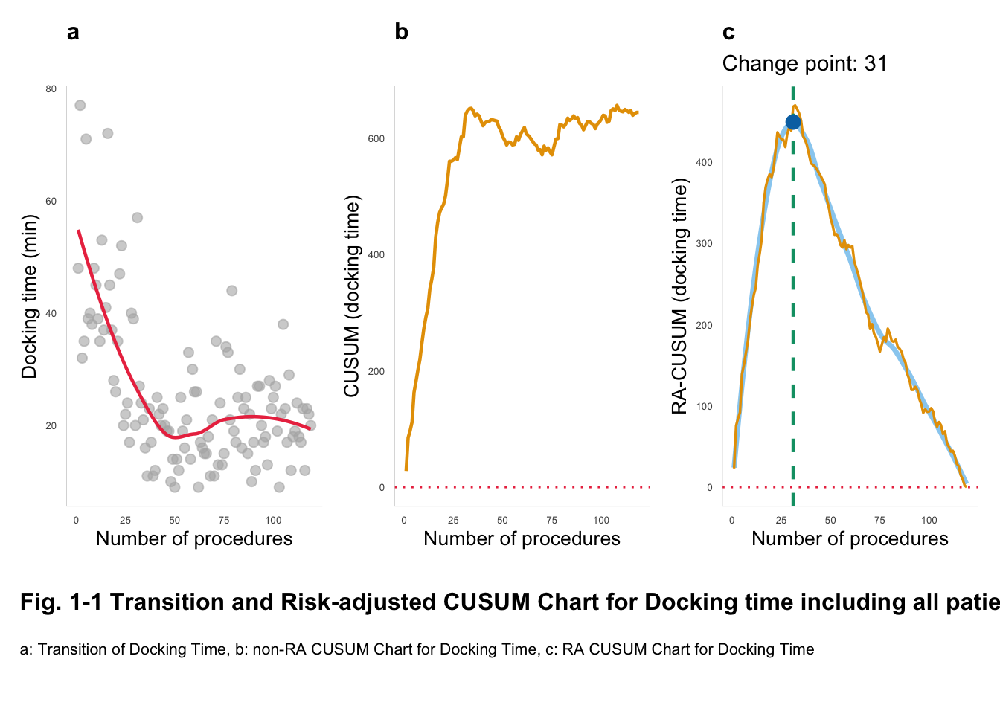 a
b
c
Change point: 31
80
60
40
20
Docking time (min)
0 25 50 75 100
Number of procedures
600
400
200
0
CUSUM (docking time)
0 25 50 75 100
Number of procedures
400
300
200
100
0
RA-CUSUM (docking time)
0 25 50 75 100
Number of procedures
Fig. 1-1 Transition and Risk-adjusted CUSUM Chart for Docking time including all patie
a: Transition of Docking Time, b: non-RA CUSUM Chart for Docking Time, c: RA CUSUM Chart for Docking Time